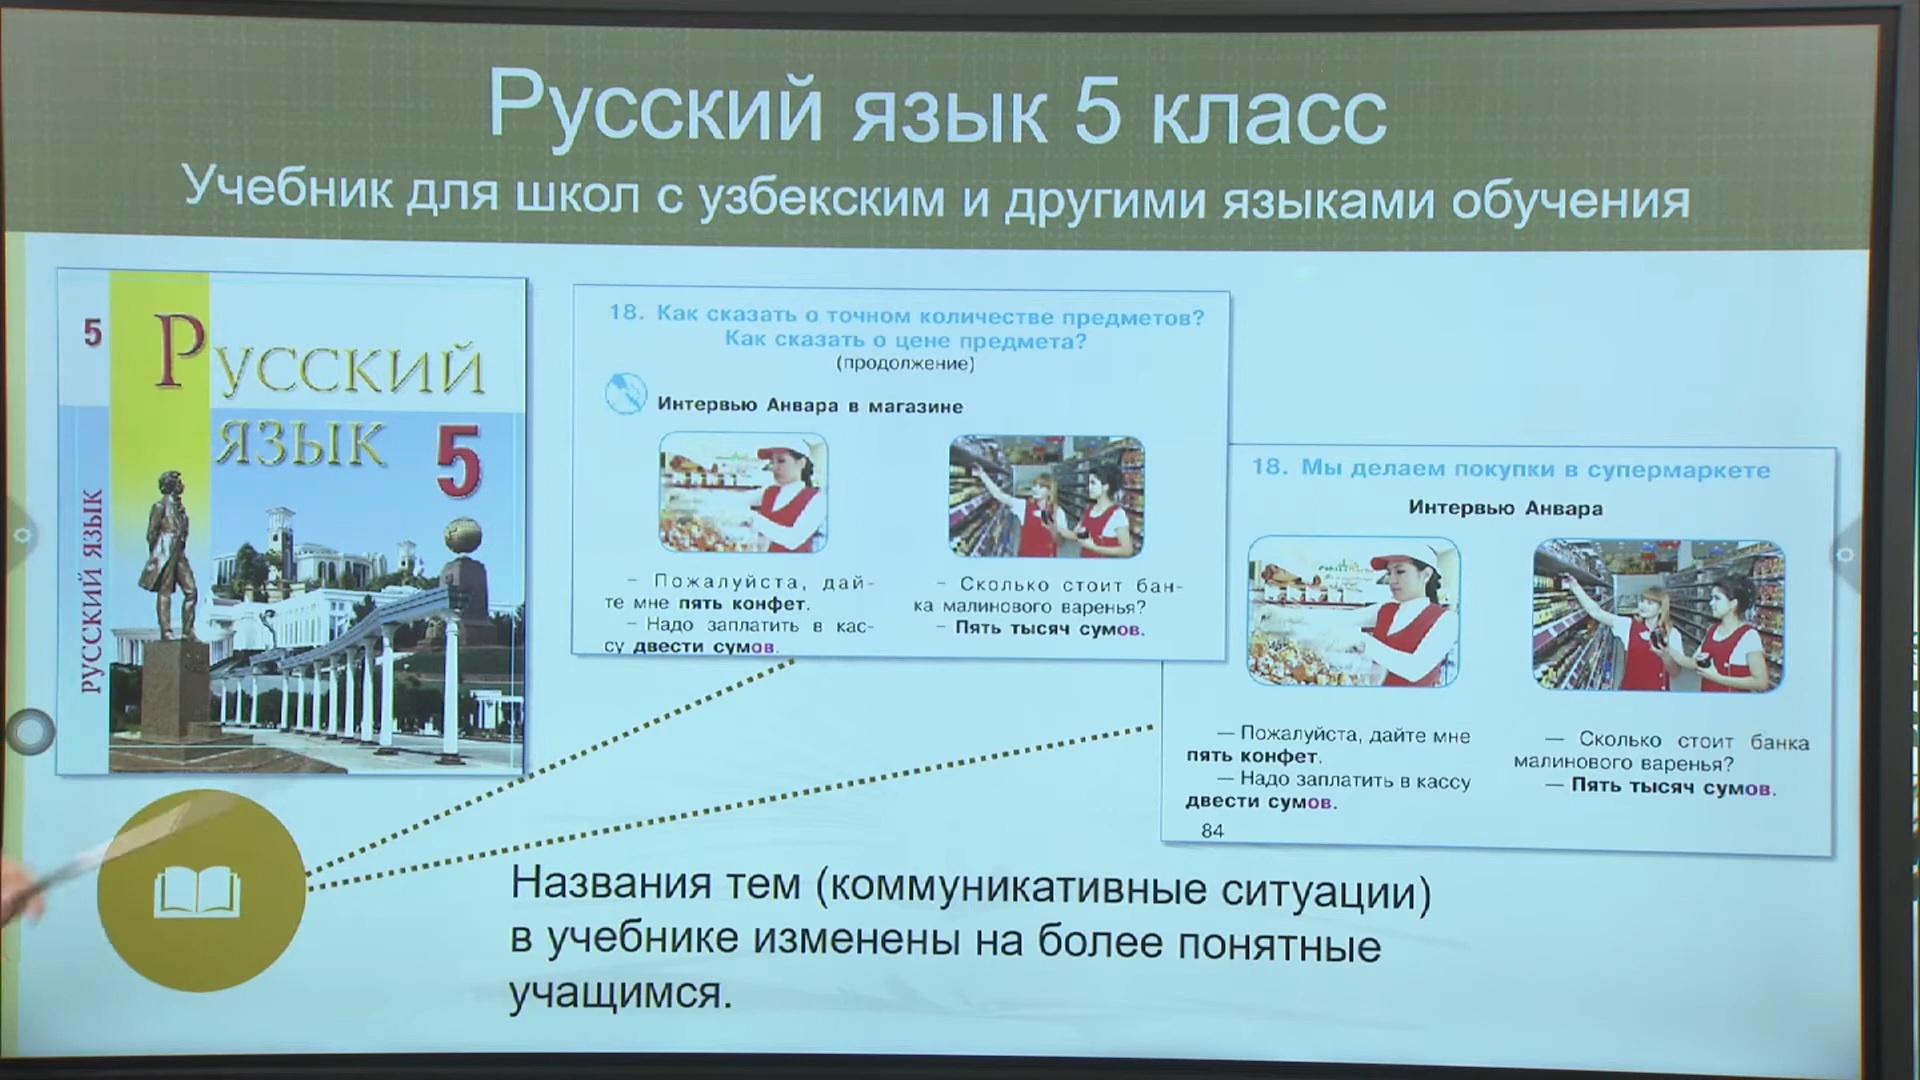 Русский язык 5 класс
Учебник для школ с узбекским и другими языками обучения
5
Русский
язык 5
РУССКИЙ ЯЗЫК
18. Как сказать о точном количестве предметов?
Как сказать о цене предмета?
(продолжение)
Интервью Анвара в магазине
– Пожалуйста, дай-
те мне пять конфет.
– Надо заплатить в кас-
су двести сумов.
– Сколько стоит бан-
ка малинового варенья?
– Пять тысяч сумов.
18. Мы делаем покупки в супермаркете
Интервью Анвара
— Пожалуйста, дайте мне
пять конфет.
— Надо заплатить в кассу
двести сумов.
84
— Сколько стоит банка
малинового варенья?
— Пять тысяч сумов.
Названия тем (коммуникативные ситуации)
в учебнике изменены на более понятные
учащимся.